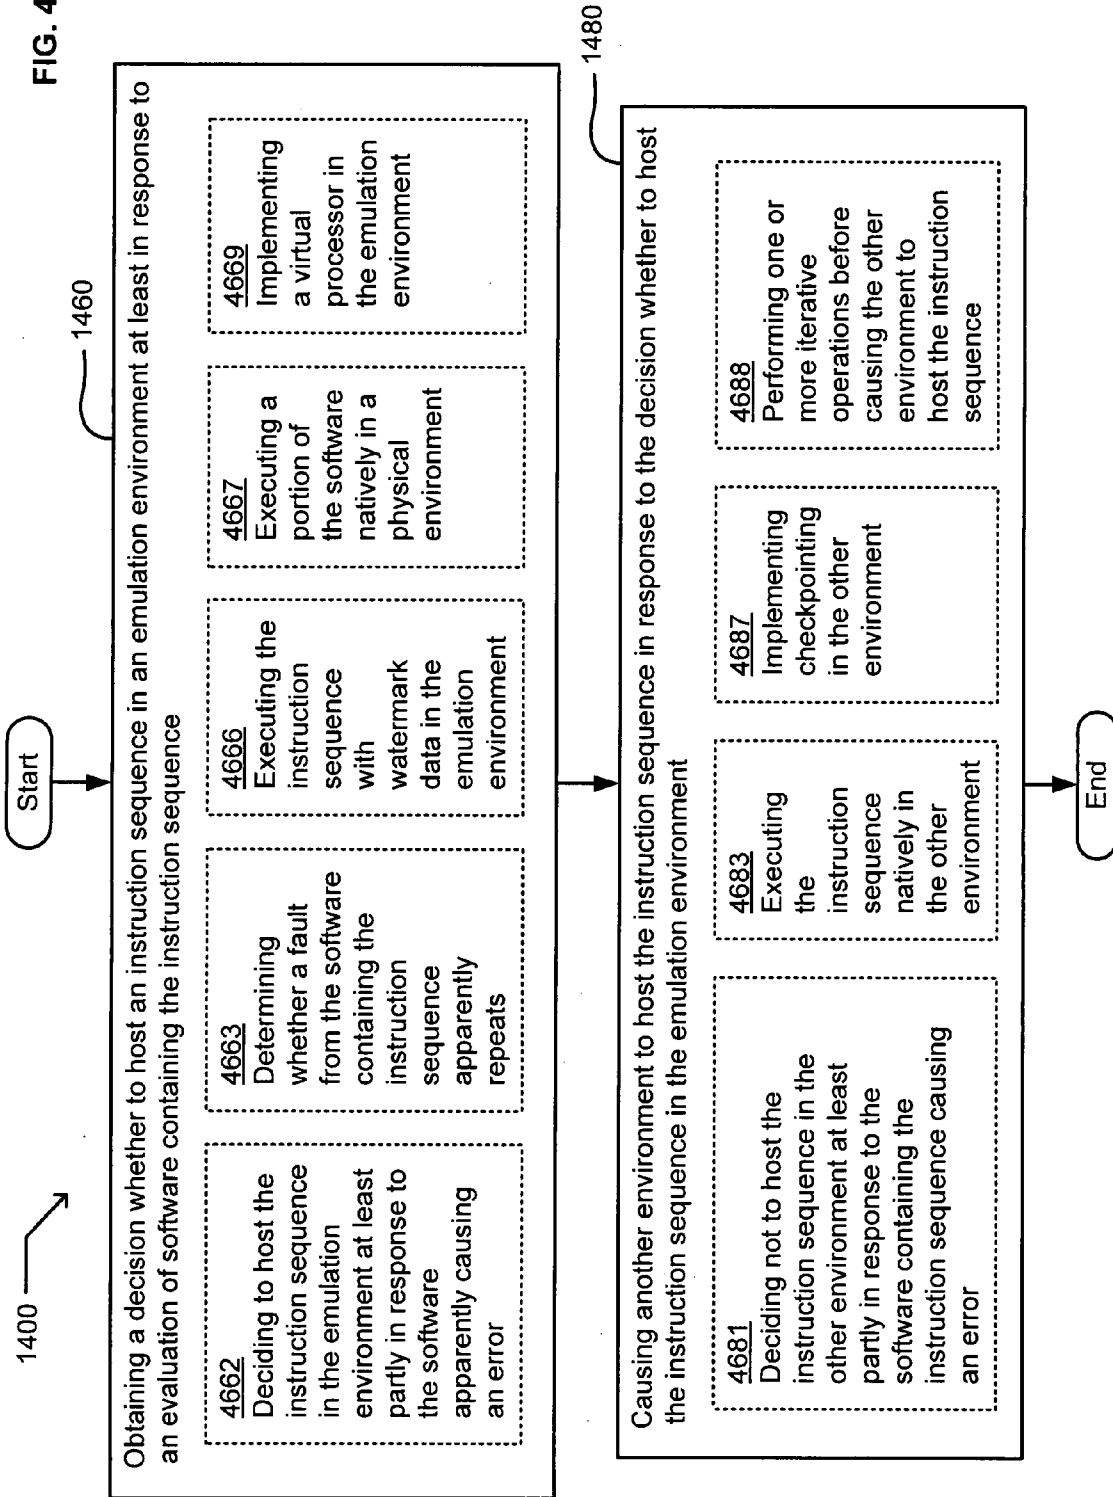 FIG. 4
1400
Start
1460
Obtaining a decision whether to host an instruction sequence in an emulation environment at least in response to
an evaluation of software containing the instruction sequence
4662
Deciding to host the
instruction sequence
in the emulation
environment at least
partly in response to
the software
apparently causing
an error
4663
Determining
whether a fault
from the software
containing the
instruction
sequence
apparently
repeats
4666
Executing the
instruction
sequence
with
watermark
data in the
emulation
environment
4667
Executing a
portion of
the software
natively in a
physical
environment
4669
Implementing
a virtual
processor in
the emulation
environment
1480
Causing another environment to host the instruction sequence in response to the decision whether to host
the instruction sequence in the emulation environment
4681
Deciding not to host the
instruction sequence in the
other environment at least
partly in response to the
software containing the
instruction sequence causing
an error
4683
Executing
the
instruction
sequence
natively in
the other
environment
4687
Implementing
checkpointing
in the other
environment
4688
Performing one or
more iterative
operations before
causing the other
environment to
host the instruction
sequence
End